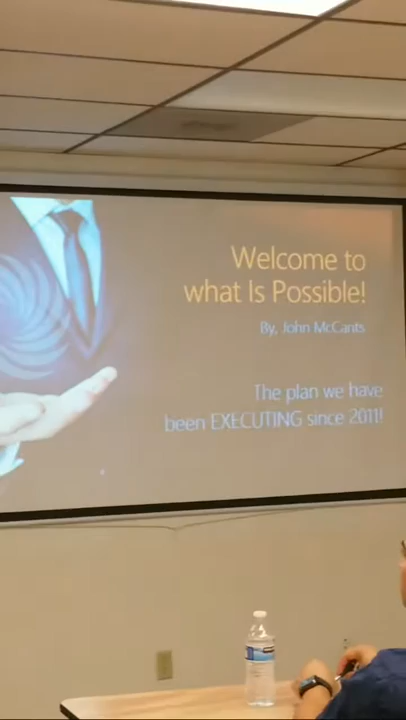 Welcome to
what Is Possible!
By, John McCants
The plan we have
been EXECUTING since 2011!